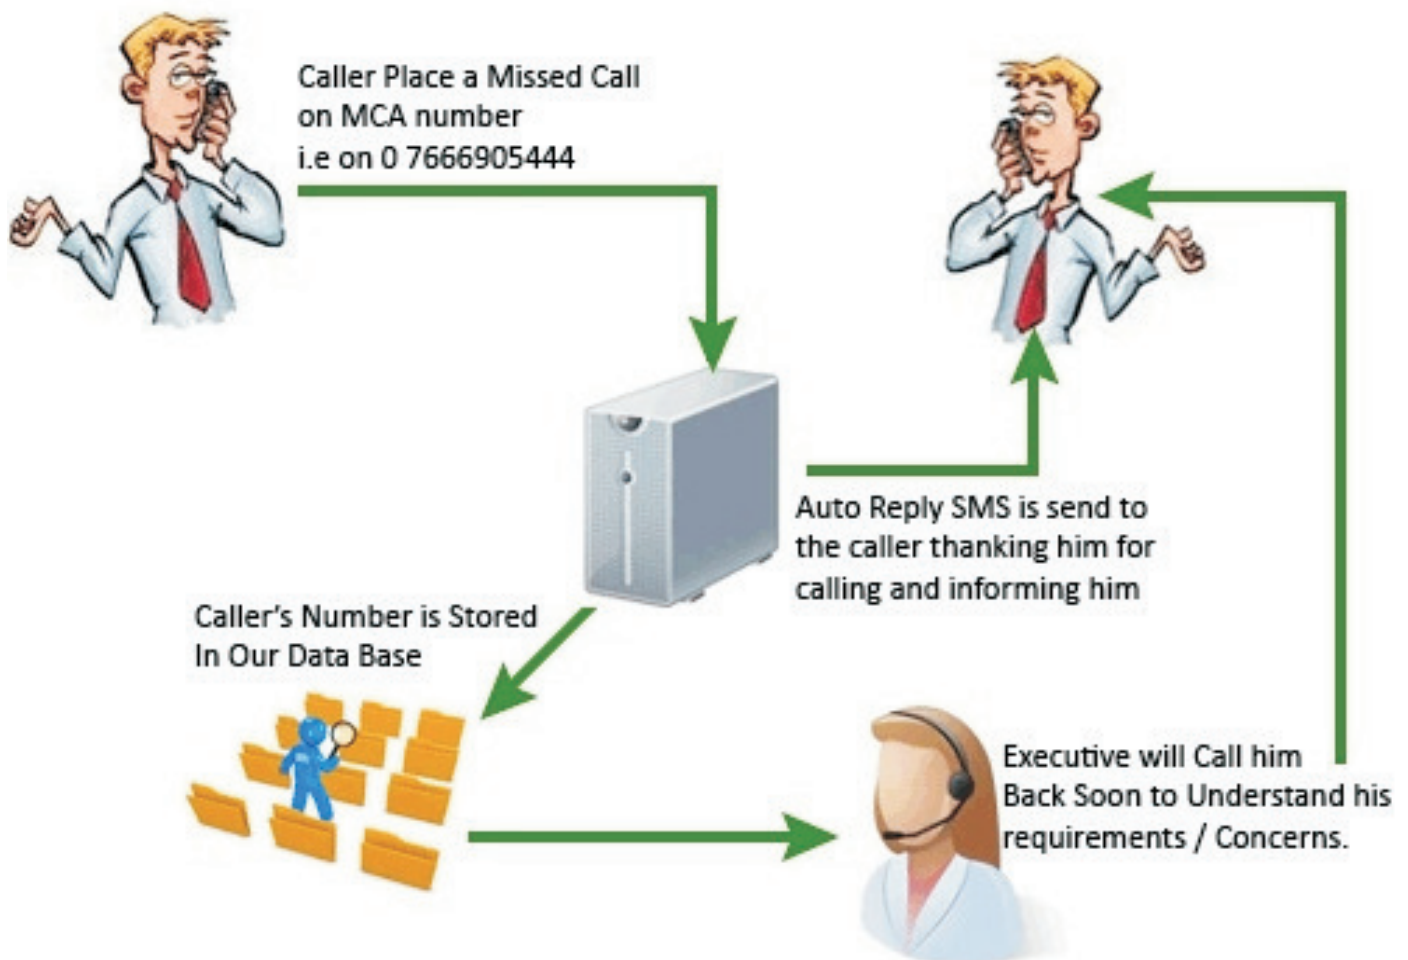 Caller Place a Missed Call
on MCA number
i.e on 0 7666905444
Auto Reply SMS is send to
the caller thanking him for
calling and informing him
Caller's Number is Stored
In Our Data Base
Executive will Call him
Back Soon to Understand his
requirements / Concerns.